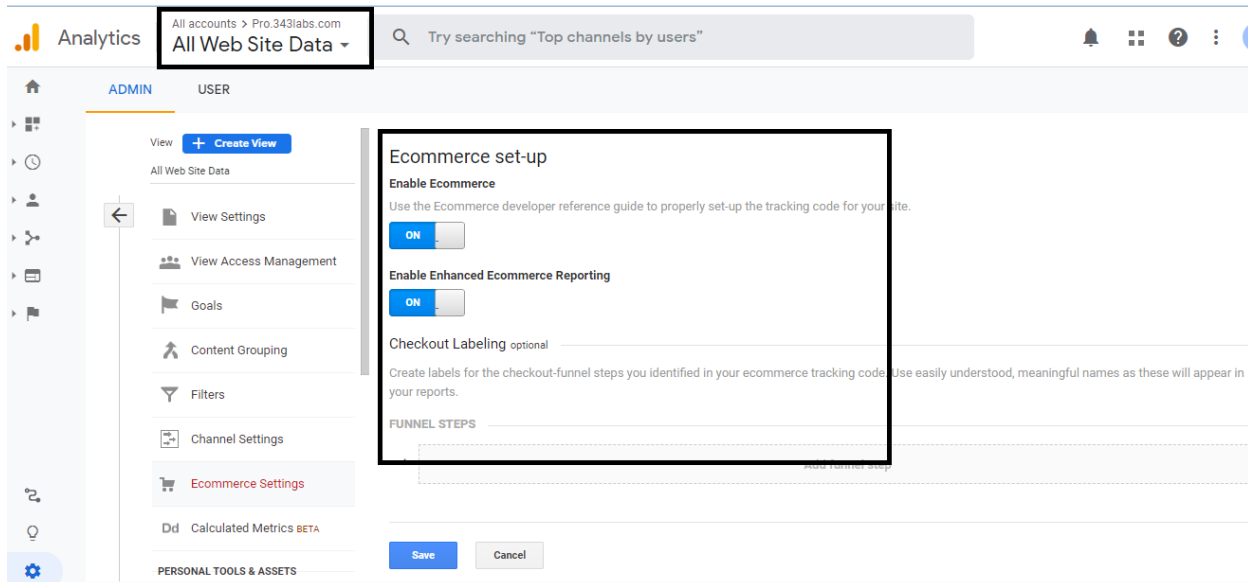 All accounts > Pro.343labs.com
Analytics
All Web Site Data
Try searching “Top channels by users”
ADMIN
USER
View
+ Create View
All Web Site Data
View Settings
View Access Management
Goals
Content Grouping
Filters
Channel Settings
Ecommerce Settings
Dd Calculated Metrics BETA
PERSONAL TOOLS & ASSETS
Ecommerce set-up
Enable Ecommerce
Use the Ecommerce developer reference guide to properly set-up the tracking code for your site.
ON
Enable Enhanced Ecommerce Reporting
ON
Checkout Labeling optional
Create labels for the checkout-funnel steps you identified in your ecommerce tracking code. Use easily understood, meaningful names as these will appear in
your reports.
FUNNEL STEPS
Add funnel step
Save
Cancel